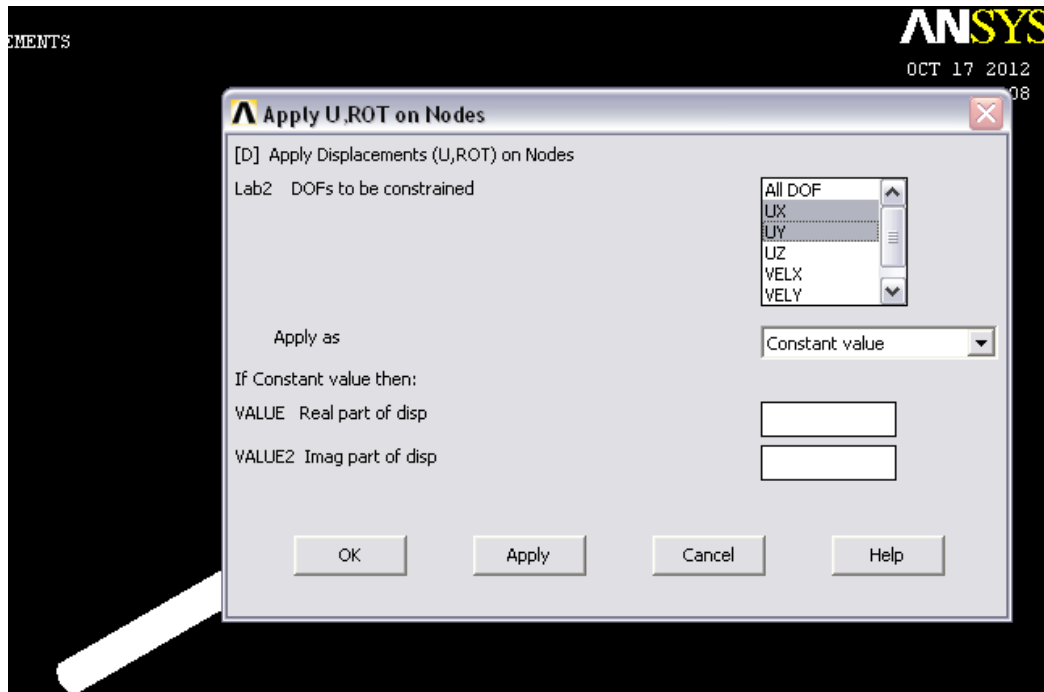 EMENTS
ANSYS
OCT 17 2012
08
Apply U,ROT on Nodes
[D] Apply Displacements (U,ROT) on Nodes
Lab2 DOFs to be constrained
All DOF
UX
UY
UZ
VELX
VELY
Apply as
Constant value
If Constant value then:
VALUE Real part of disp
VALUE2 Imag part of disp
OK
Apply
Cancel
Help